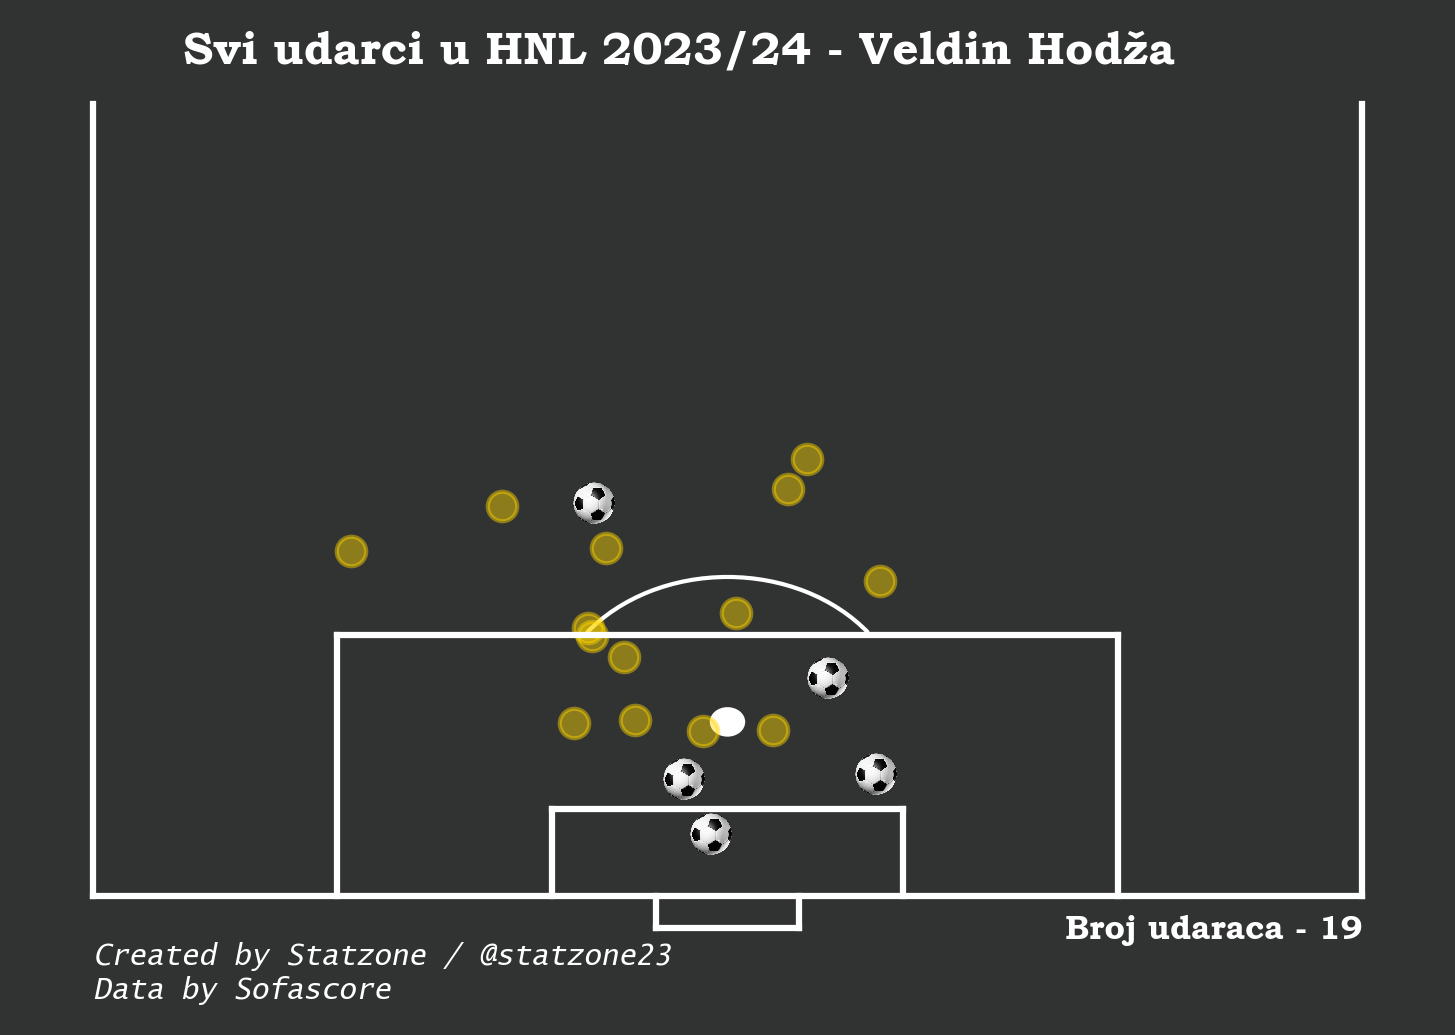 Svi udarci u HNL 2023/24 - Veldin Hodža
Broj udaraca - 19
Created by Statzone / @statzone23
Data by Sofascore